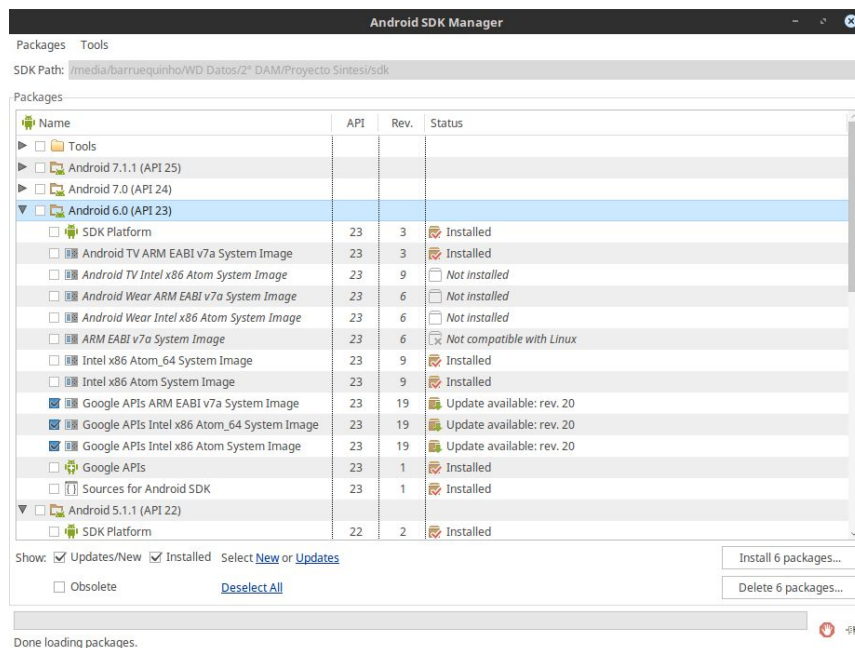 Android SDK Manager
Packages Tools
SDK Path: /media/barruequinho/WD Datos/2º DAM/Proyecto Sintesi/sdk
Packages
Name API Rev. Status
Tools
Android 7.1.1 (API 25)
Android 7.0 (API 24)
Android 6.0 (API 23)
SDK Platform 23 3 Installed
Android TV ARM EABI v7a System Image 23 3 Installed
Android TV Intel x86 Atom System Image 23 9 Not installed
Android Wear ARM EABI v7a System Image 23 6 Not installed
Android Wear Intel x86 Atom System Image 23 6 Not installed
ARM EABI v7a System Image 23 6 Not compatible with Linux
Intel x86 Atom_64 System Image 23 9 Installed
Intel x86 Atom System Image 23 9 Installed
Google APIs ARM EABI v7a System Image 23 19 Update available: rev. 20
Google APIs Intel x86 Atom_64 System Image 23 19 Update available: rev. 20
Google APIs Intel x86 Atom System Image 23 19 Update available: rev. 20
Google APIs 23 1 Installed
Sources for Android SDK 23 1 Installed
Android 5.1.1 (API 22)
SDK Platform 22 2 Installed
Show: Updates/New Installed Select New or Updates Install 6 packages...
Obsolete Deselect All Delete 6 packages...
Done loading packages.